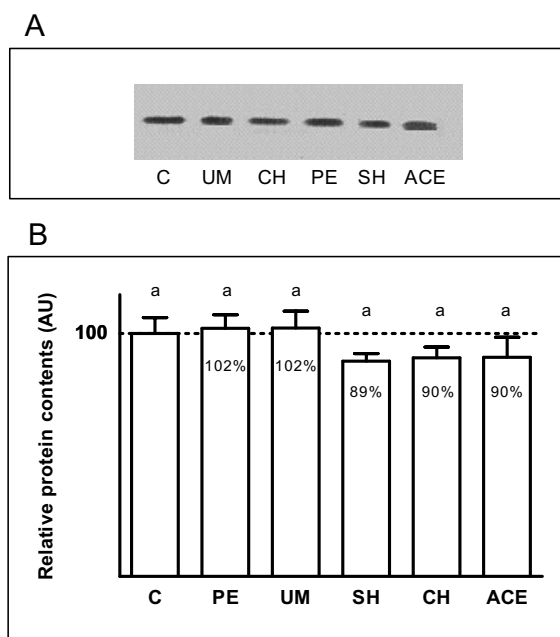 A
C UM CH PE SH ACE
B
Relative protein contents (AU)
100
a a a a a a
102% 102% 89% 90% 90%
C PE UM SH CH ACE